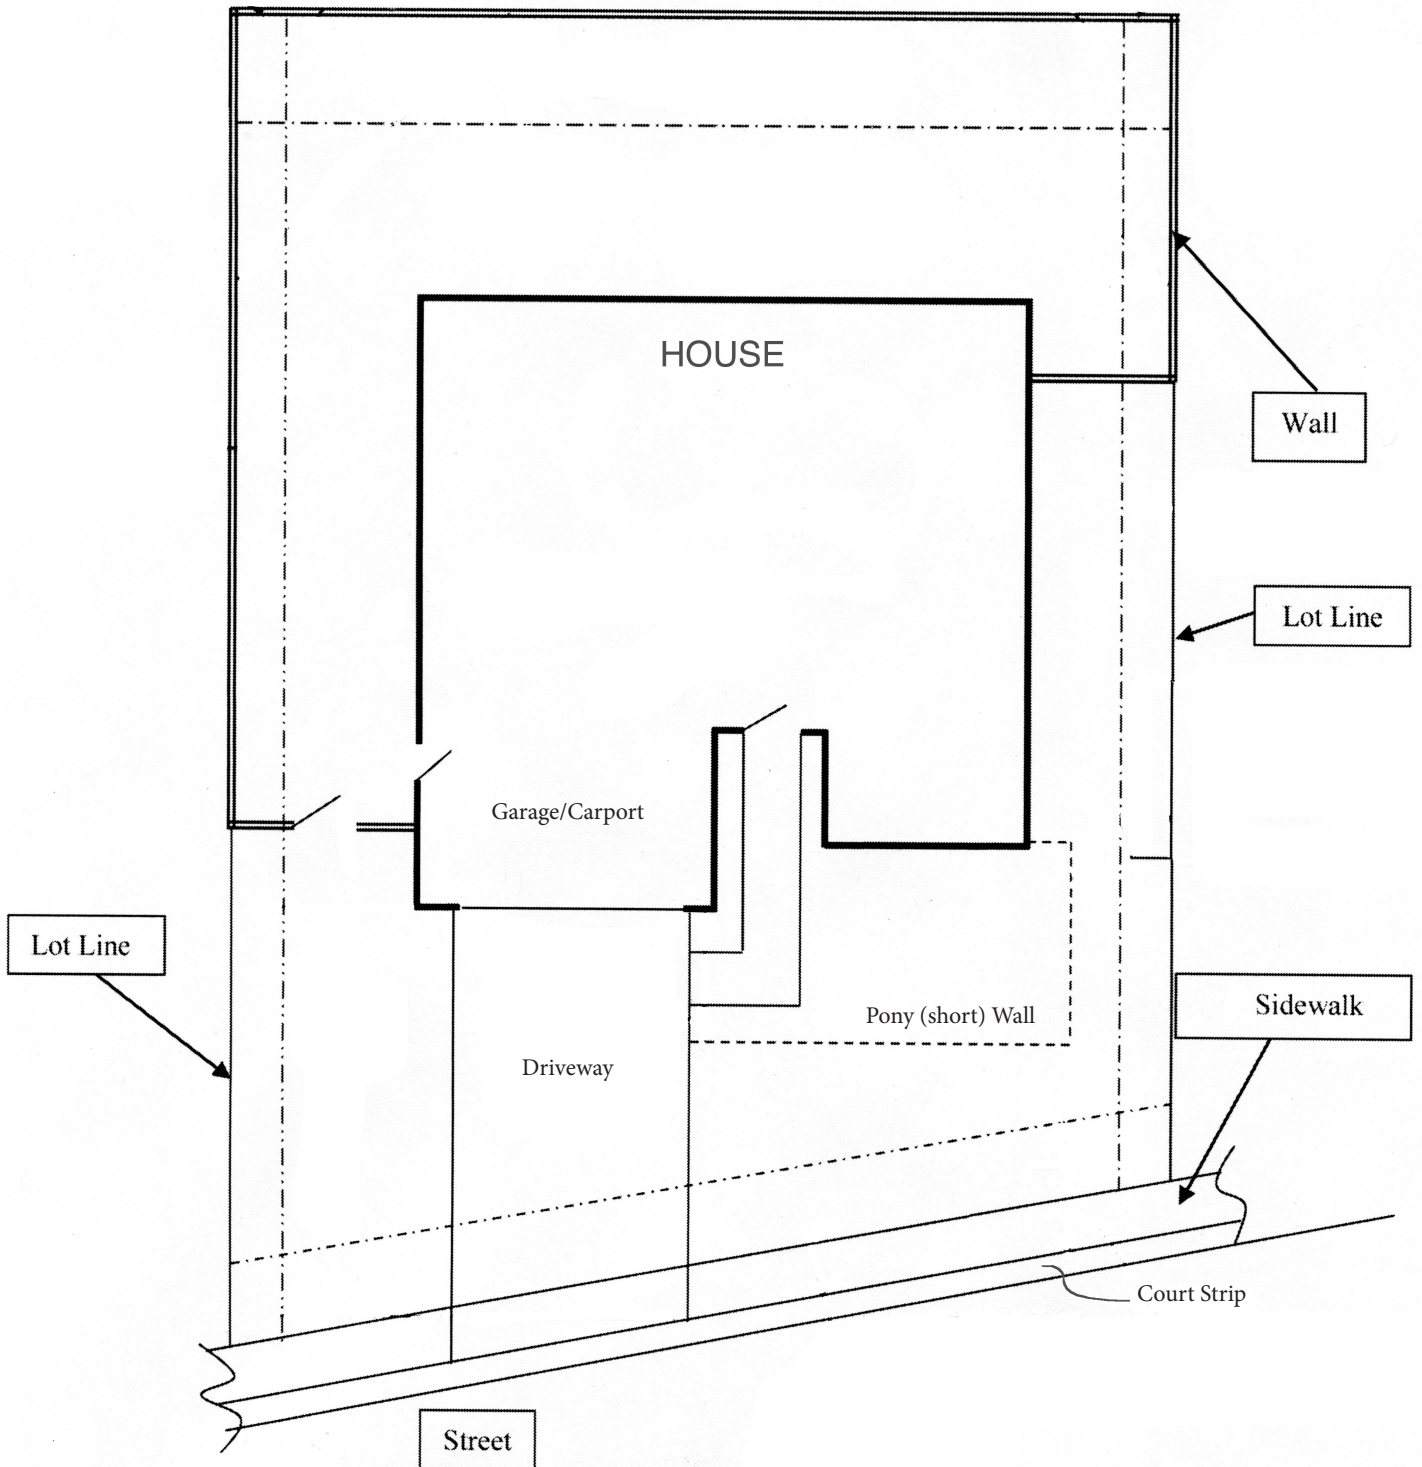 HOUSE
Wall
Lot Line
Garage/Carport
Lot Line
Sidewalk
Pony (short) Wall
Driveway
Court Strip
Street